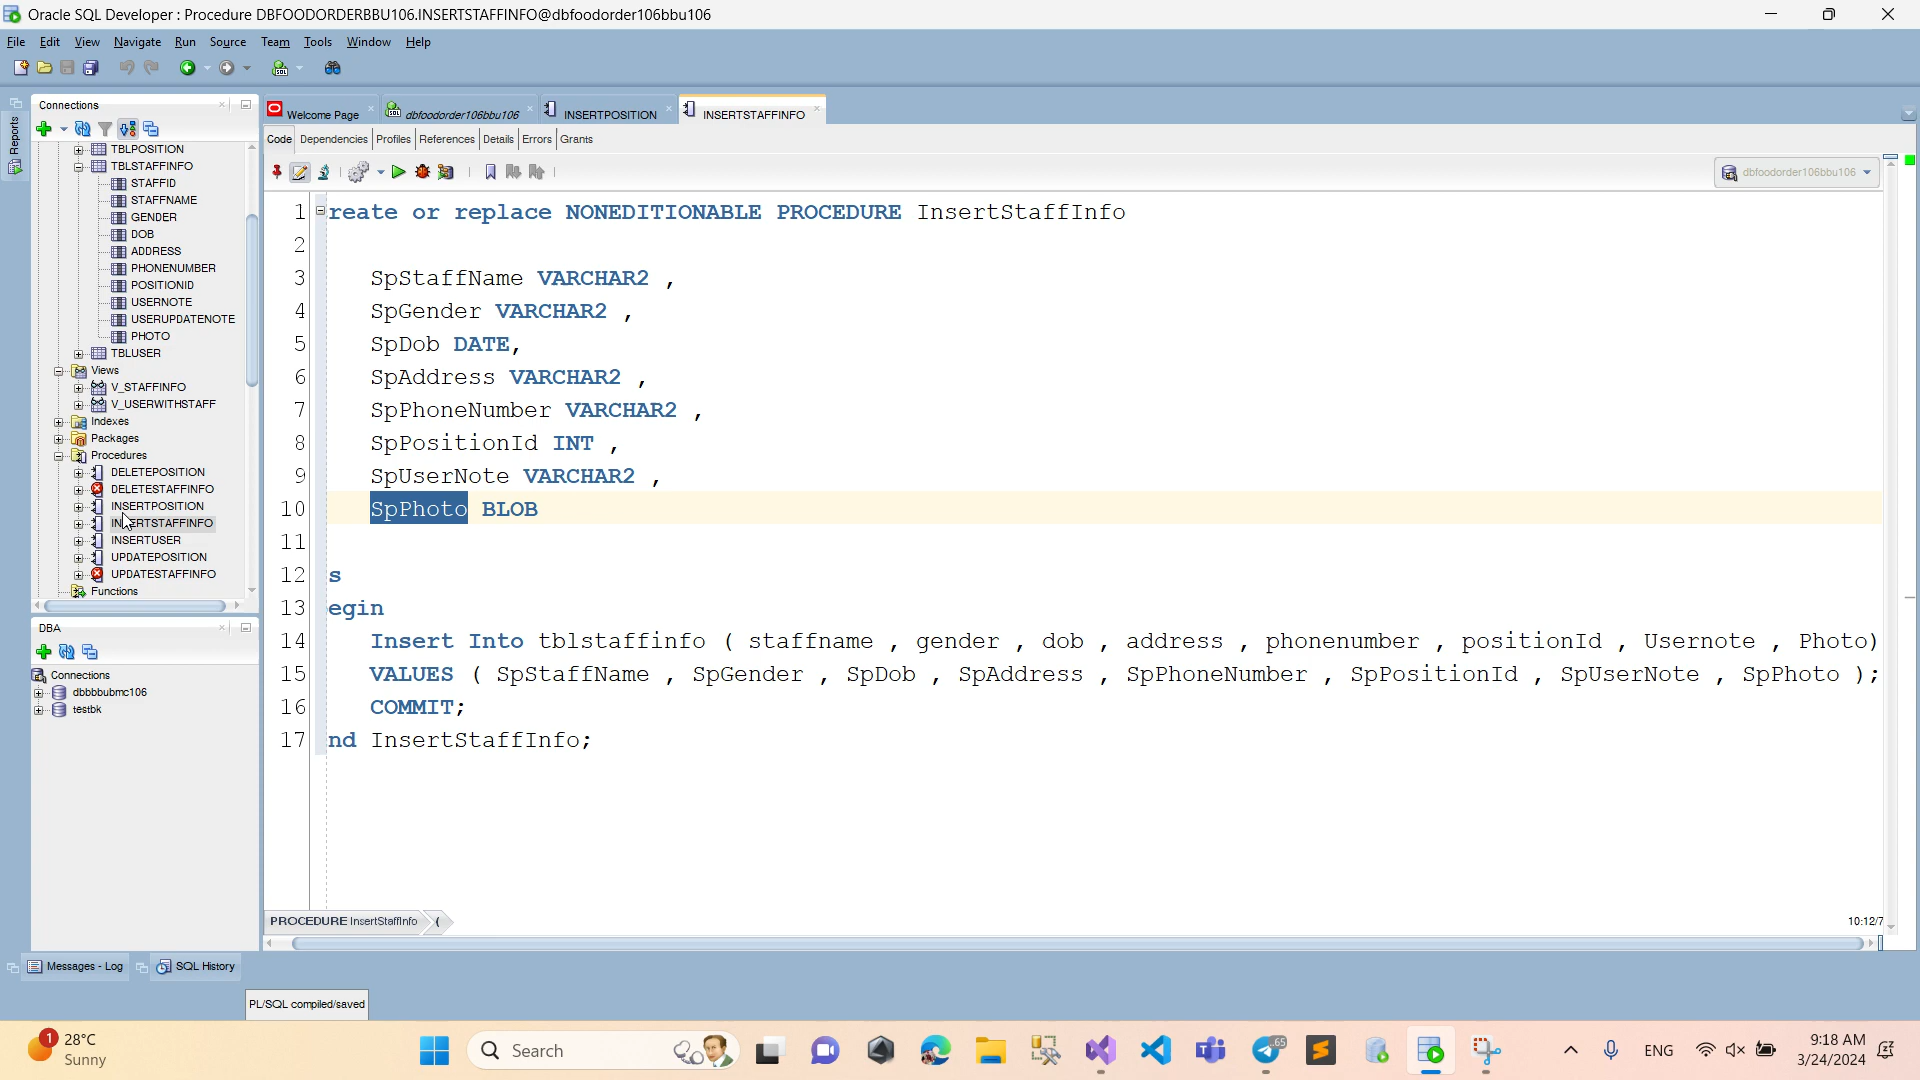 Oracle SQL Developer : Procedure DBFOODORDERBBU106.INSERTSTAFFINFO@dbfoodorder106bbu106
File Edit View Navigate Run Source Team Tools Window Help
Reports
Connections
TBLPOSITION
TBLSTAFFINFO
STAFFID
STAFFNAME
GENDER
DOB
ADDRESS
PHONENUMBER
POSITIONID
USERNOTE
USERUPDATENOTE
PHOTO
TBLUSER
Views
V_STAFFINFO
V_USERWITHSTAFF
Indexes
Packages
Procedures
DELETEPOSITION
DELETESTAFFINFO
INSERTPOSITION
INSERTSTAFFINFO
INSERTUSER
UPDATEPOSITION
UPDATESTAFFINFO
Functions
DBA
Connections
dbbbbubmc106
testbk
Welcome Page dbfoodorder106bbu106 INSERTPOSITION INSERTSTAFFINFO
Code Dependencies Profiles References Details Errors Grants
dbfoodorder106bbu106
1 reate or replace NONEDITIONABLE PROCEDURE InsertStaffInfo
2
3 SpStaffName VARCHAR2 ,
4 SpGender VARCHAR2 ,
5 SpDob DATE,
6 SpAddress VARCHAR2 ,
7 SpPhoneNumber VARCHAR2 ,
8 SpPositionId INT ,
9 SpUserNote VARCHAR2 ,
10 SpPhoto BLOB
11
12 s
13 egin
14 Insert Into tblstaffinfo ( staffname , gender , dob , address , phonenumber , positionId , Usernote , Photo)
15 VALUES ( SpStaffName , SpGender , SpDob , SpAddress , SpPhoneNumber , SpPositionId , SpUserNote , SpPhoto );
16 COMMIT;
17 nd InsertStaffInfo;
PROCEDURE InsertStaffInfo (
10:12/7
Messages - Log SQL History
PL/SQL compiled/saved
1 28°C
Sunny
Search
65
ENG
9:18 AM
3/24/2024